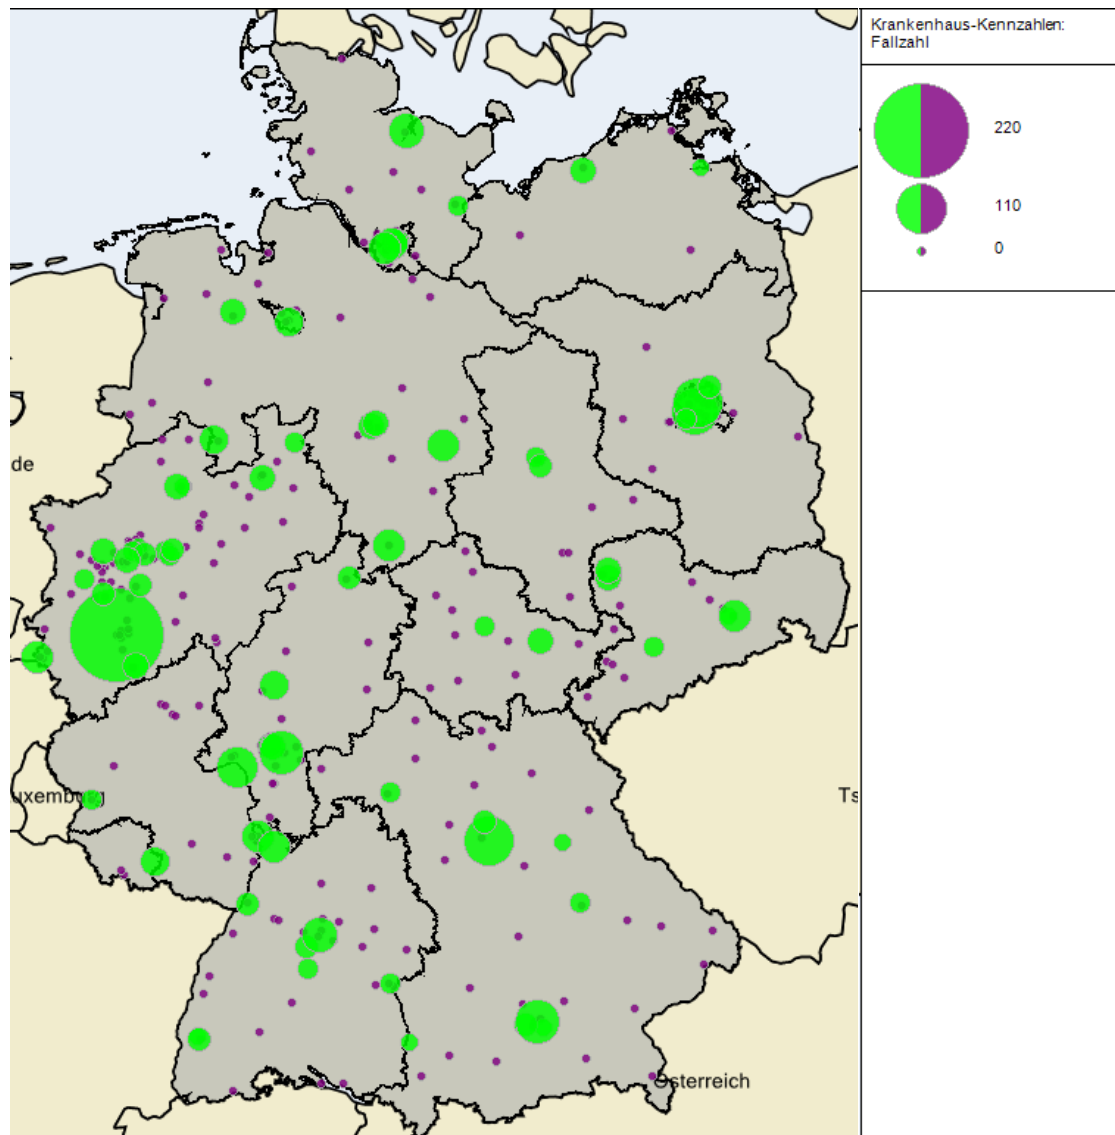 Krankenhaus-Kennzahlen:
Fallzahl
220
110
0
de
uxemburg
Ts
Österreich